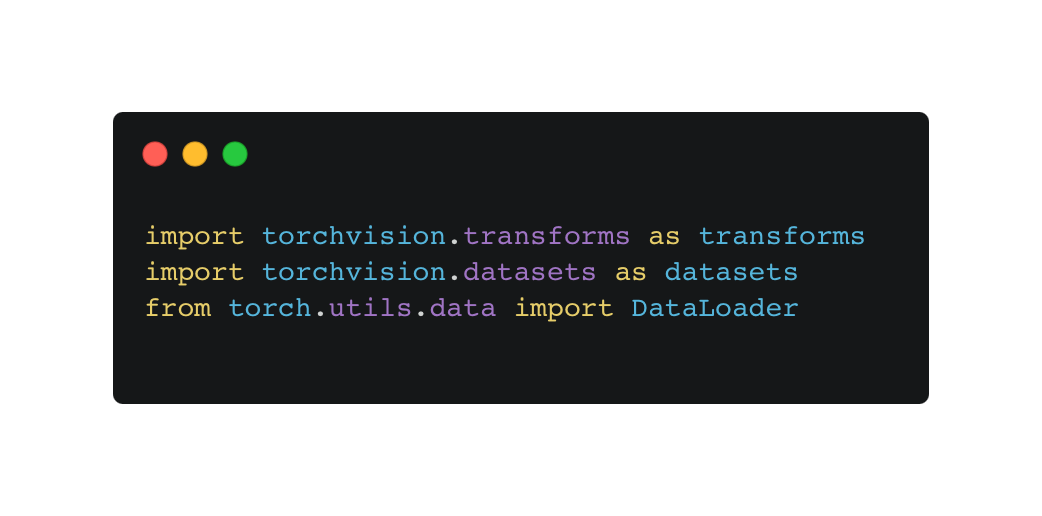 import torchvision.transforms as transforms
import torchvision.datasets as datasets
from torch.utils.data import DataLoader